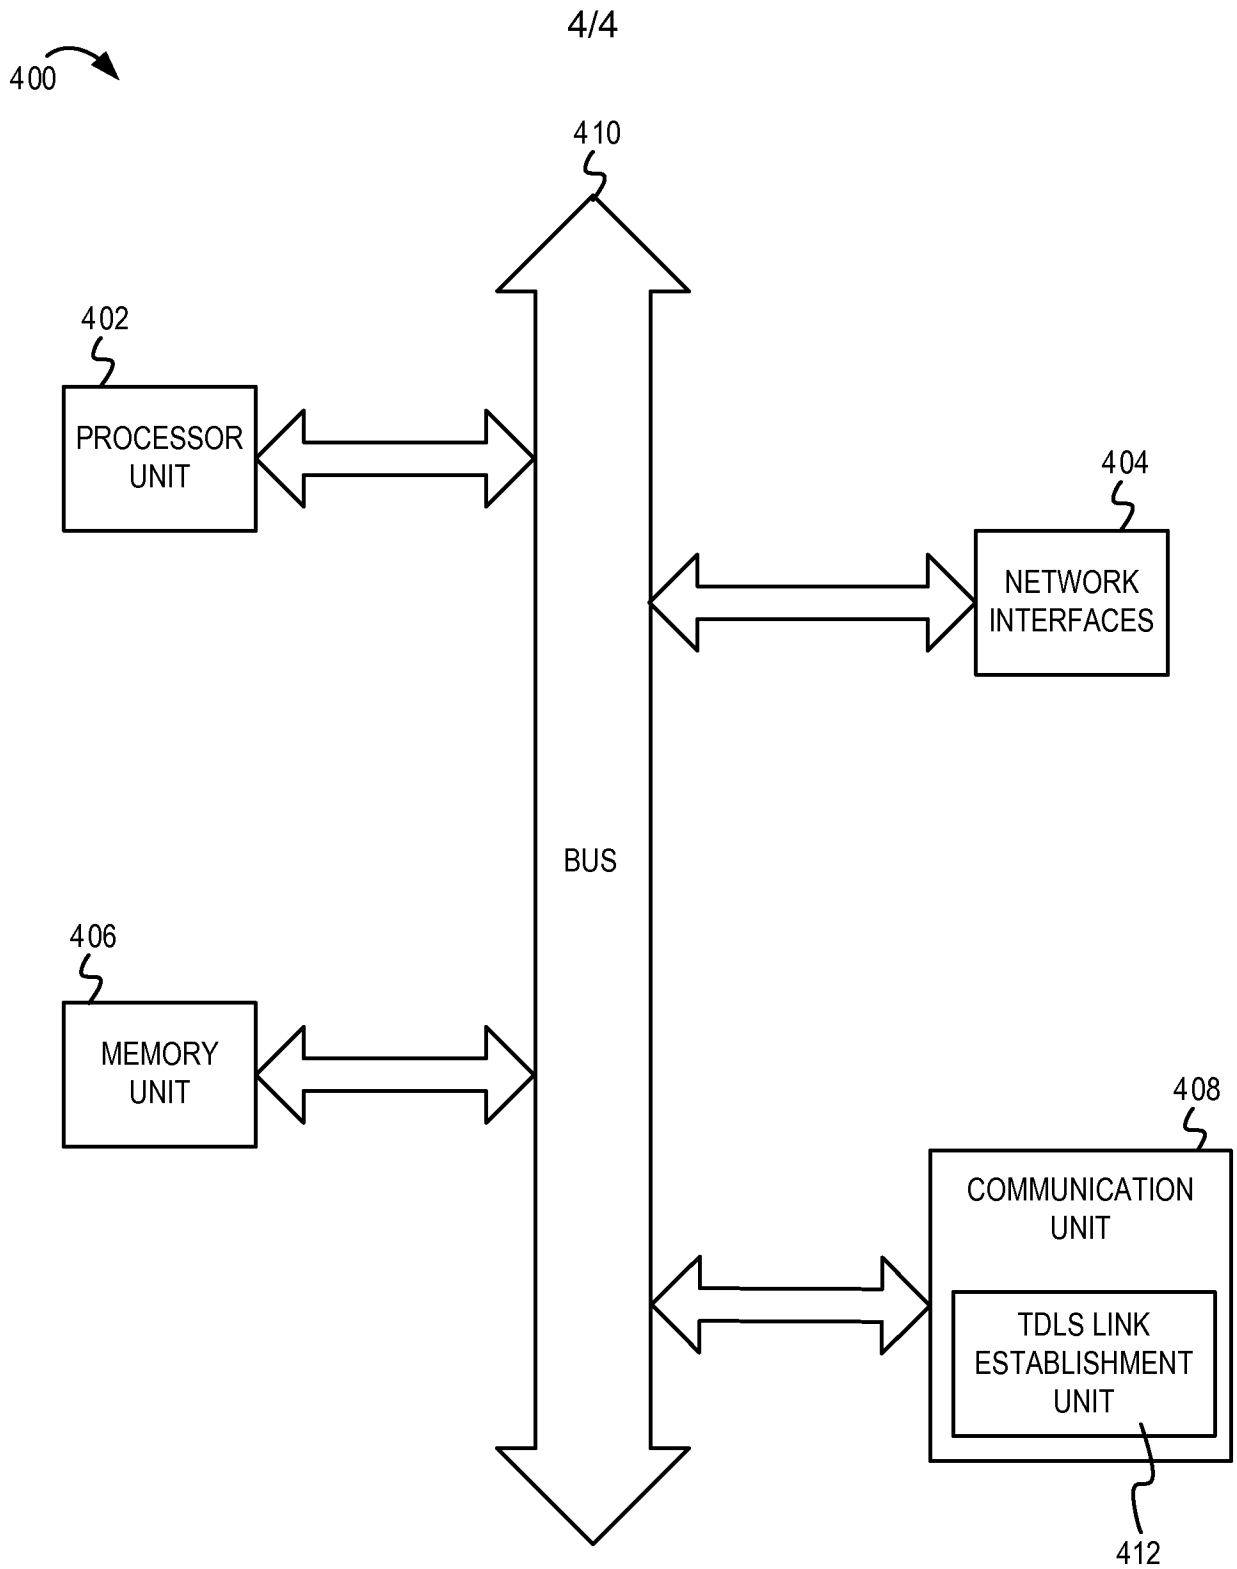 4/4
400
410
402
PROCESSOR
UNIT
404
NETWORK
INTERFACES
BUS
406
MEMORY
UNIT
408
COMMUNICATION
UNIT
TDLS LINK
ESTABLISHMENT
UNIT
412